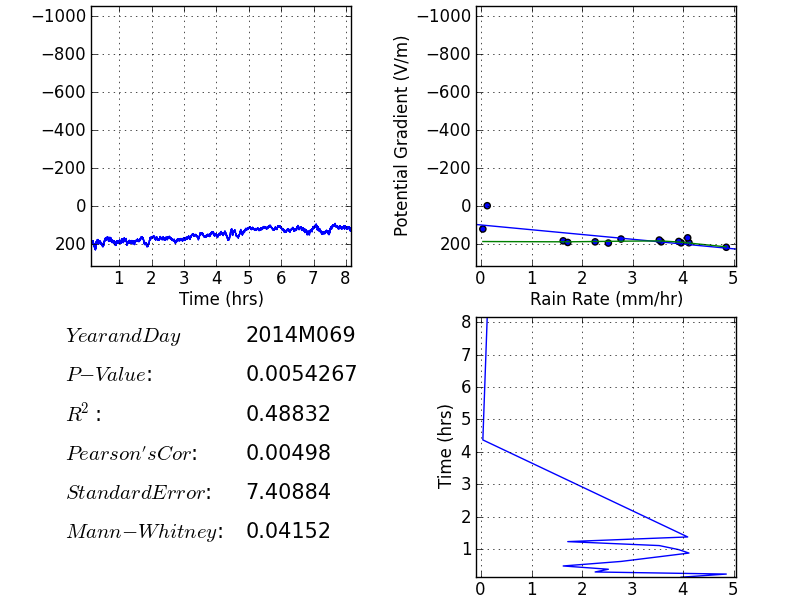 −1000
−800
−600
−400
−200
0
200
1 2 3 4 5 6 7 8
Time (hrs)
Potential Gradient (V/m)
−1000
−800
−600
−400
−200
0
200
0 1 2 3 4 5
Rain Rate (mm/hr)
YearandDay 2014M069
P−Value: 0.0054267
R² : 0.48832
Pearson'sCor: 0.00498
StandardError: 7.40884
Mann−Whitney: 0.04152
Time (hrs)
8
7
6
5
4
3
2
1
0 1 2 3 4 5